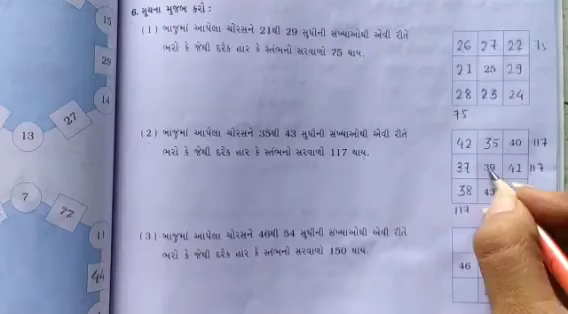 6. સૂચના મુજબ કરો :
(1) બાજુમાં આપેલા ચોરસને 21થી 29 સુધીની સંખ્યાઓથી એવી રીતે
ભરો કે જેથી દરેક હાર કે સ્તંભનો સરવાળો 75 થાય.
26 27 22 75
21 25 29
28 23 24
75
(2) બાજુમાં આપેલા ચોરસને 35થી 43 સુધીની સંખ્યાઓથી એવી રીતે
ભરો કે જેથી દરેક હાર કે સ્તંભનો સરવાળો 117 થાય.
42 35 40 117
37 39 41 117
38 43
117
(3) બાજુમાં આપેલા ચોરસને 46થી 54 સુધીની સંખ્યાઓથી એવી રીતે
ભરો કે જેથી દરેક હાર કે સ્તંભનો સરવાળો 150 થાય.
46
15
29
14
27
13
7
77
11
44